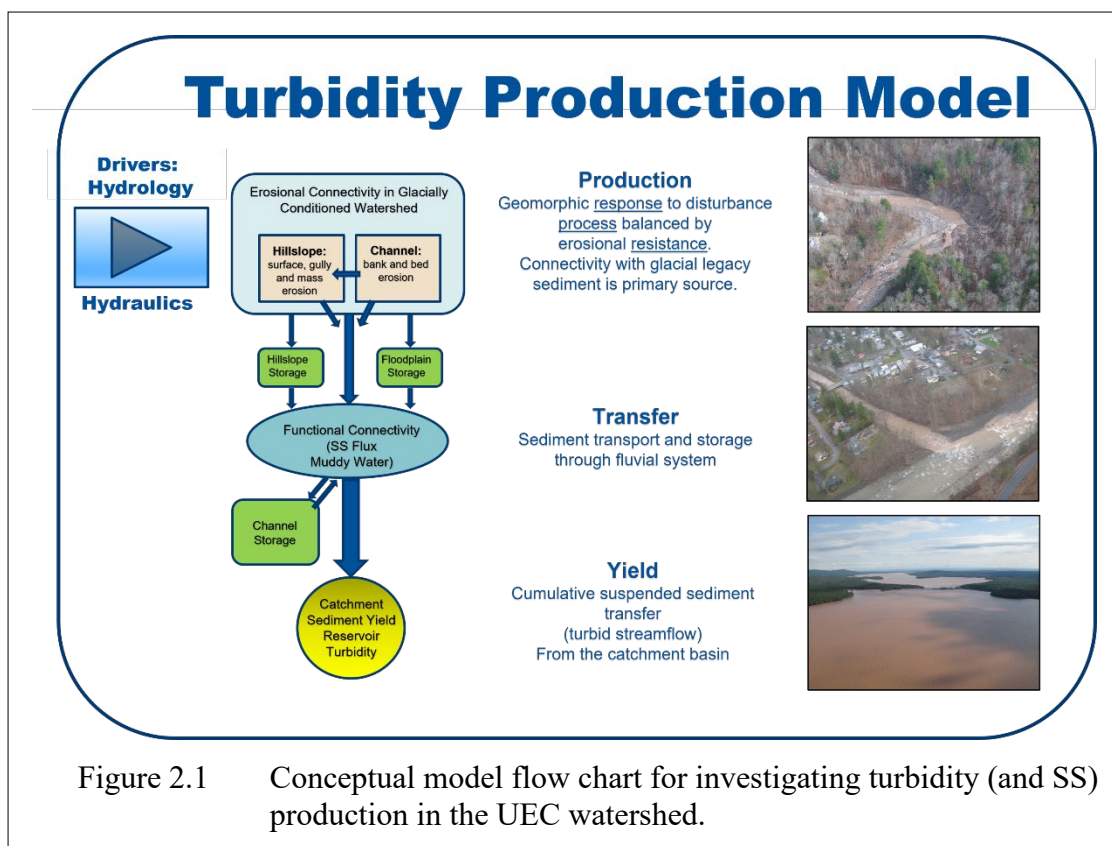 Turbidity Production Model
Drivers:
Hydrology
Hydraulics
Erosional Connectivity in Glacially
Conditioned Watershed
Hillslope:
surface, gully
and mass
erosion
Channel:
bank and bed
erosion
Hillslope
Storage
Floodplain
Storage
Functional Connectivity
(SS Flux
Muddy Water)
Channel
Storage
Catchment
Sediment Yield
Reservoir
Turbidity
Production
Geomorphic response to disturbance
process balanced by
erosional resistance.
Connectivity with glacial legacy
sediment is primary source.
Transfer
Sediment transport and storage
through fluvial system
Yield
Cumulative suspended sediment
transfer
(turbid streamflow)
From the catchment basin
Figure 2.1 Conceptual model flow chart for investigating turbidity (and SS)
production in the UEC watershed.